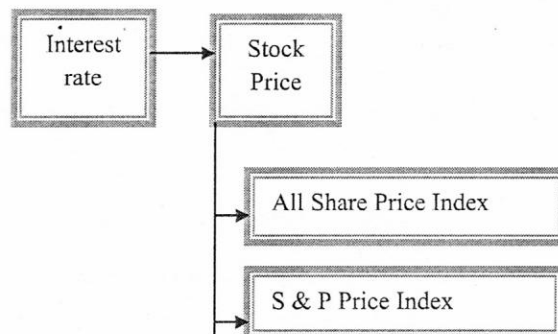 Interest
rate
Stock
Price
All Share Price Index
S & P Price Index